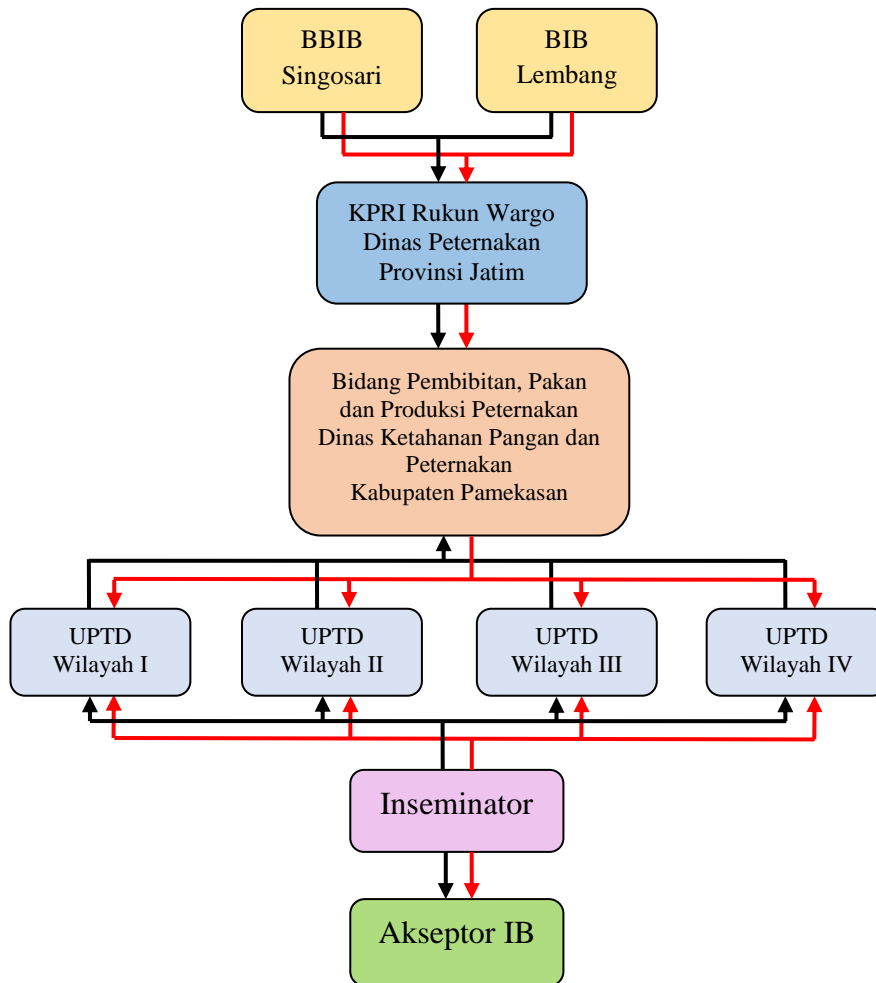 BBIB
Singosari
BIB
Lembang
KPRI Rukun Wargo
Dinas Peternakan
Provinsi Jatim
Bidang Pembibitan, Pakan
dan Produksi Peternakan
Dinas Ketahanan Pangan dan
Peternakan
Kabupaten Pamekasan
UPTD
Wilayah I
UPTD
Wilayah II
UPTD
Wilayah III
UPTD
Wilayah IV
Inseminator
Akseptor IB